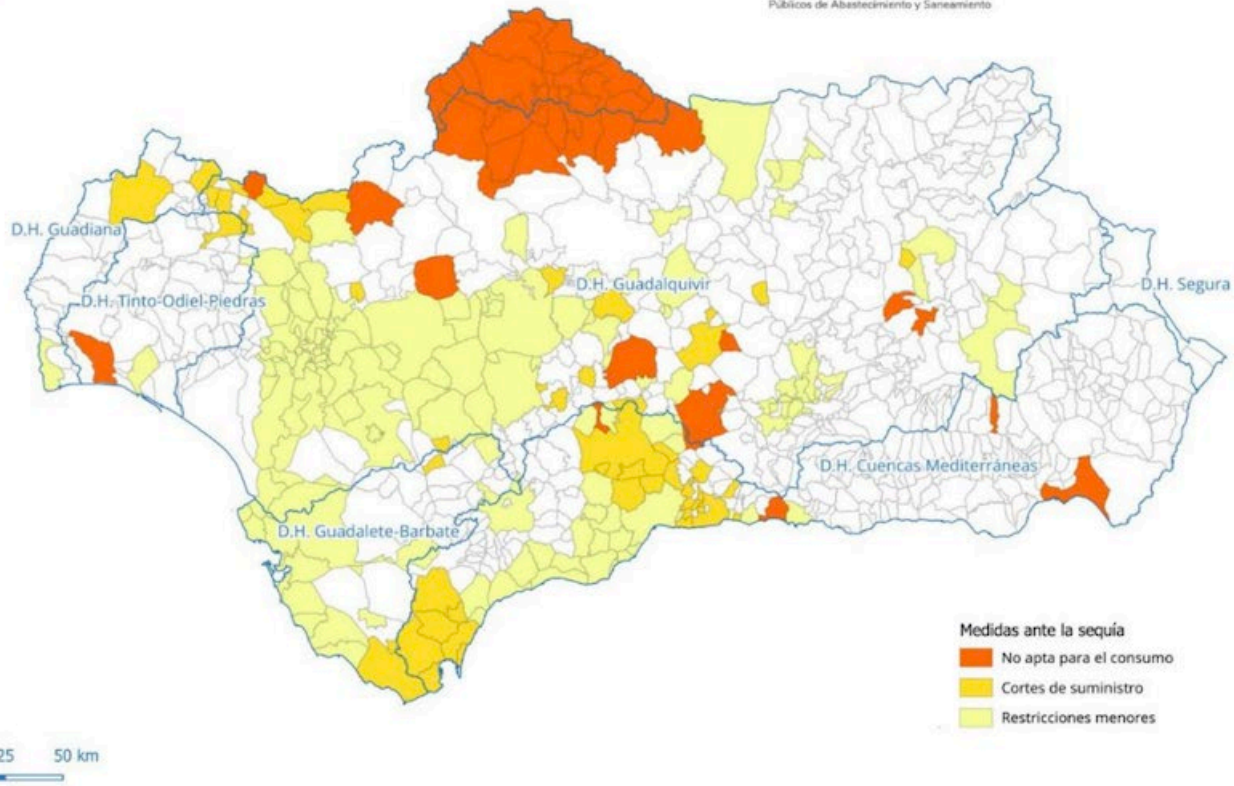 Públicos de Abastecimiento y Saneamiento
D.H. Guadiana
D.H. Tinto-Odiel-Piedras
D.H. Guadalquivir
D.H. Segura
D.H. Cuencas Mediterráneas
D.H. Guadalete-Barbate
Medidas ante la sequía
No apta para el consumo
Cortes de suministro
Restricciones menores
25 50 km